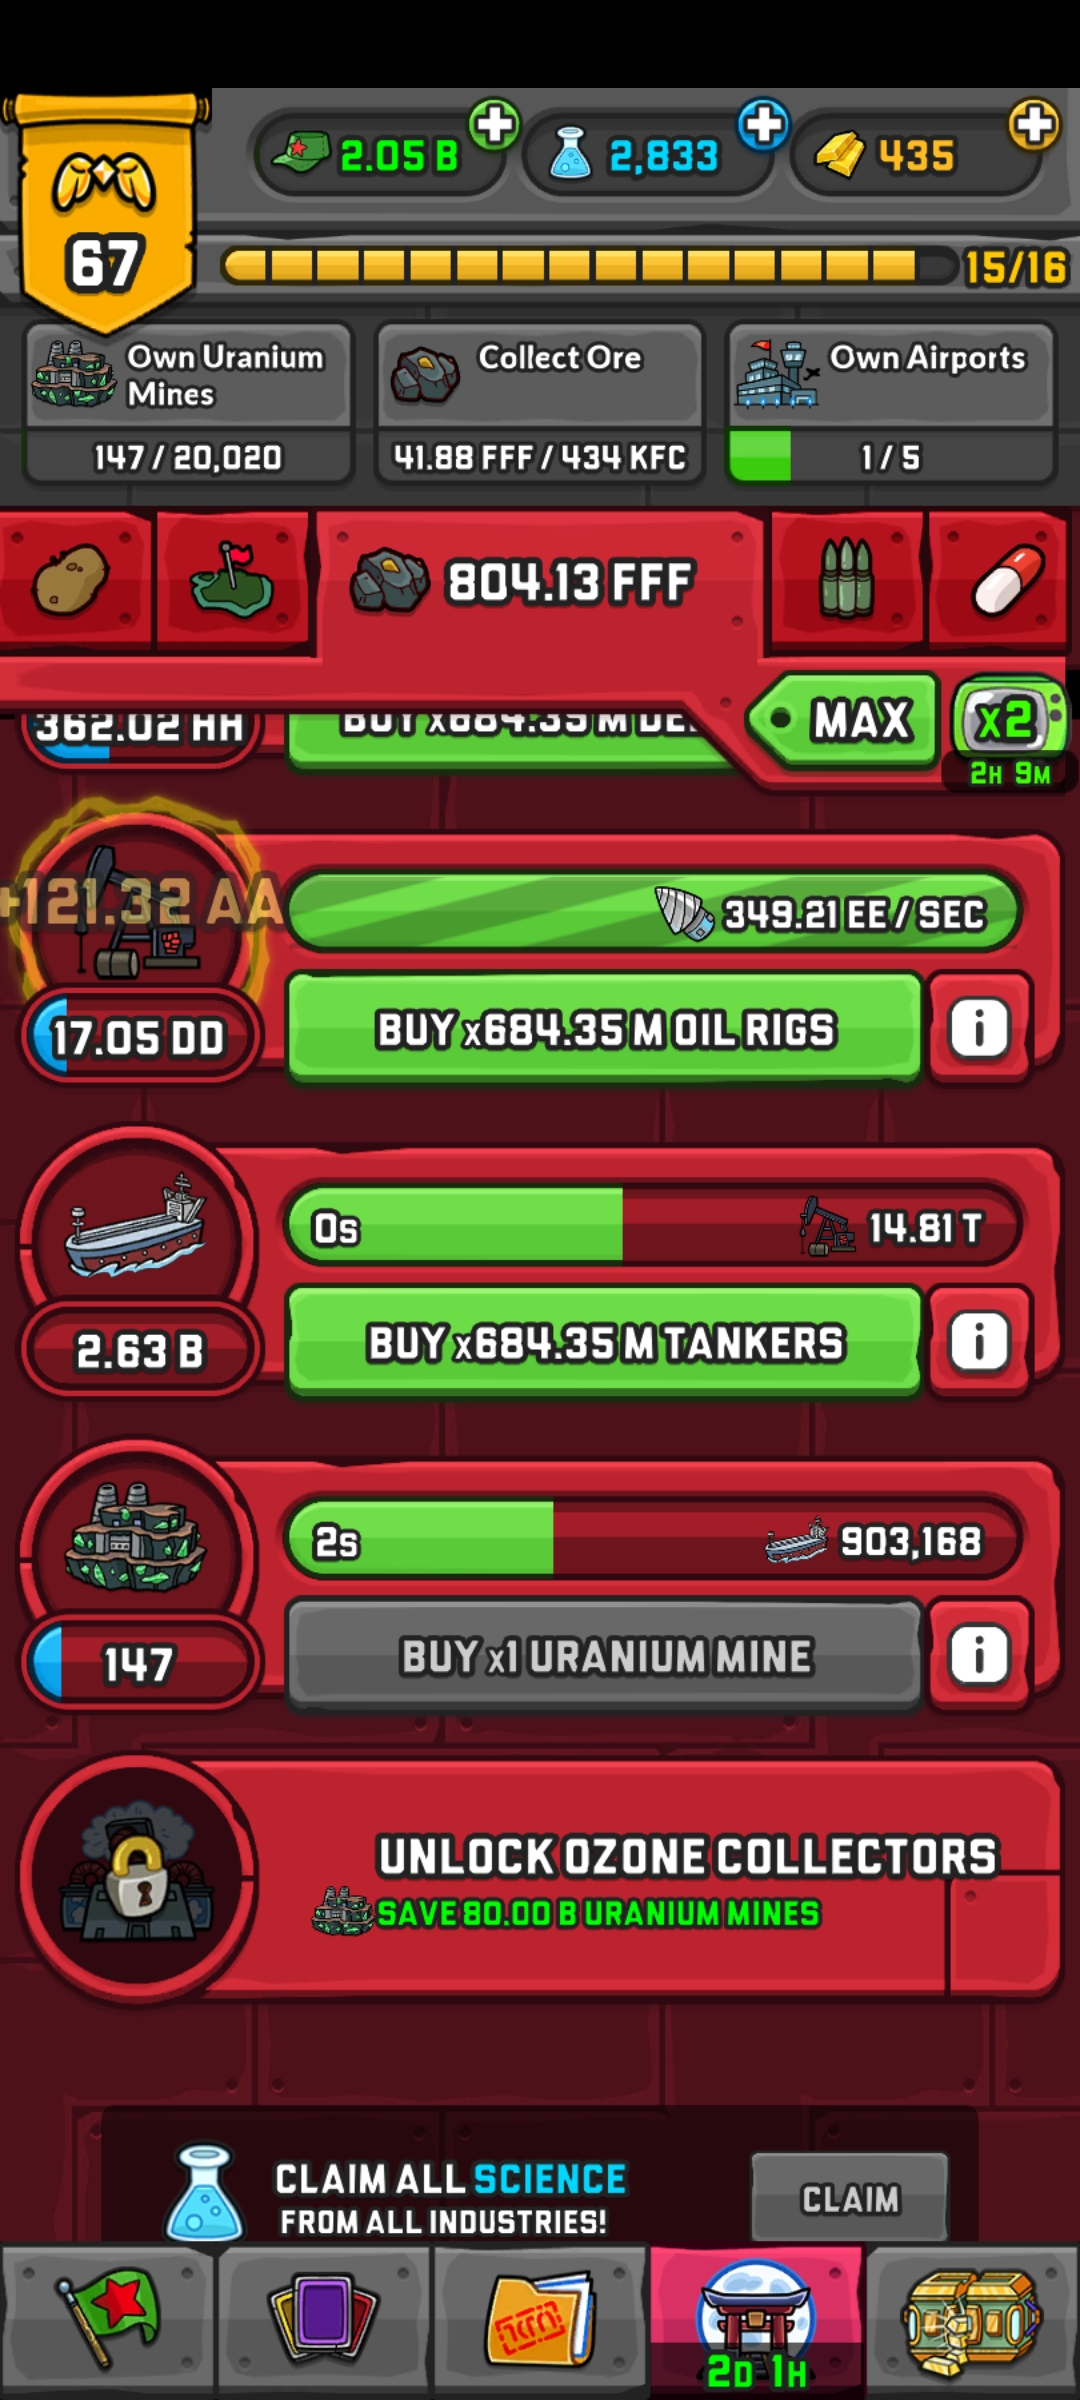 2.05 B
2,833
435
67
15/16
Own Uranium
Mines
147 / 20,020
Collect Ore
41.88 FFF / 434 KFC
Own Airports
1 / 5
804.13 FFF
MAX
x2
2H 9M
362.02 HH
BUY x684.35 M DE
+121.32 AA
349.21 EE / SEC
17.05 DD
BUY x684.35 M OIL RIGS
i
0s
14.81 T
2.63 B
BUY x684.35 M TANKERS
i
2s
903,168
147
BUY x1 URANIUM MINE
i
UNLOCK OZONE COLLECTORS
SAVE 80.00 B URANIUM MINES
CLAIM ALL SCIENCE
FROM ALL INDUSTRIES!
CLAIM
2D 1H